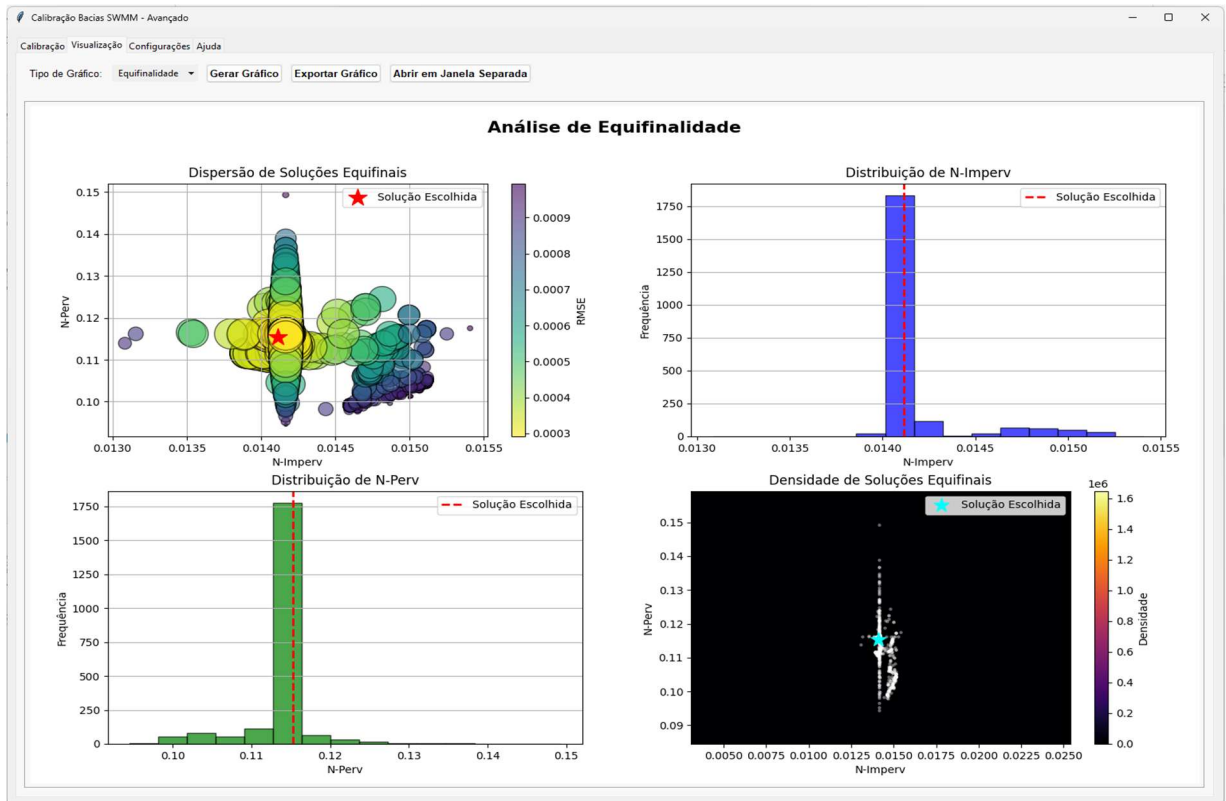 Calibração Bacias SWMM - Avançado
Calibração Visualização Configurações Ajuda
Tipo de Gráfico: Equifinalidade Gerar Gráfico Exportar Gráfico Abrir em Janela Separada
Análise de Equifinalidade
Dispersão de Soluções Equifinais
Solução Escolhida
0.15
0.14
0.13
0.12
0.11
0.10
N-Perv
0.0130 0.0135 0.0140 0.0145 0.0150 0.0155
N-Imperv
0.0009
0.0008
0.0007
0.0006
0.0005
0.0004
0.0003
RMSE
Distribuição de N-Imperv
Solução Escolhida
1750
1500
1250
1000
750
500
250
0
Frequência
0.0130 0.0135 0.0140 0.0145 0.0150 0.0155
N-Imperv
Distribuição de N-Perv
Solução Escolhida
1750
1500
1250
1000
750
500
250
0
Frequência
0.10 0.11 0.12 0.13 0.14 0.15
N-Perv
Densidade de Soluções Equifinais
Solução Escolhida
0.15
0.14
0.13
0.12
0.11
0.10
0.09
N-Perv
0.0050 0.0075 0.0100 0.0125 0.0150 0.0175 0.0200 0.0225 0.0250
N-Imperv
1e6
1.6
1.4
1.2
1.0
0.8
0.6
0.4
0.2
0.0
Densidade